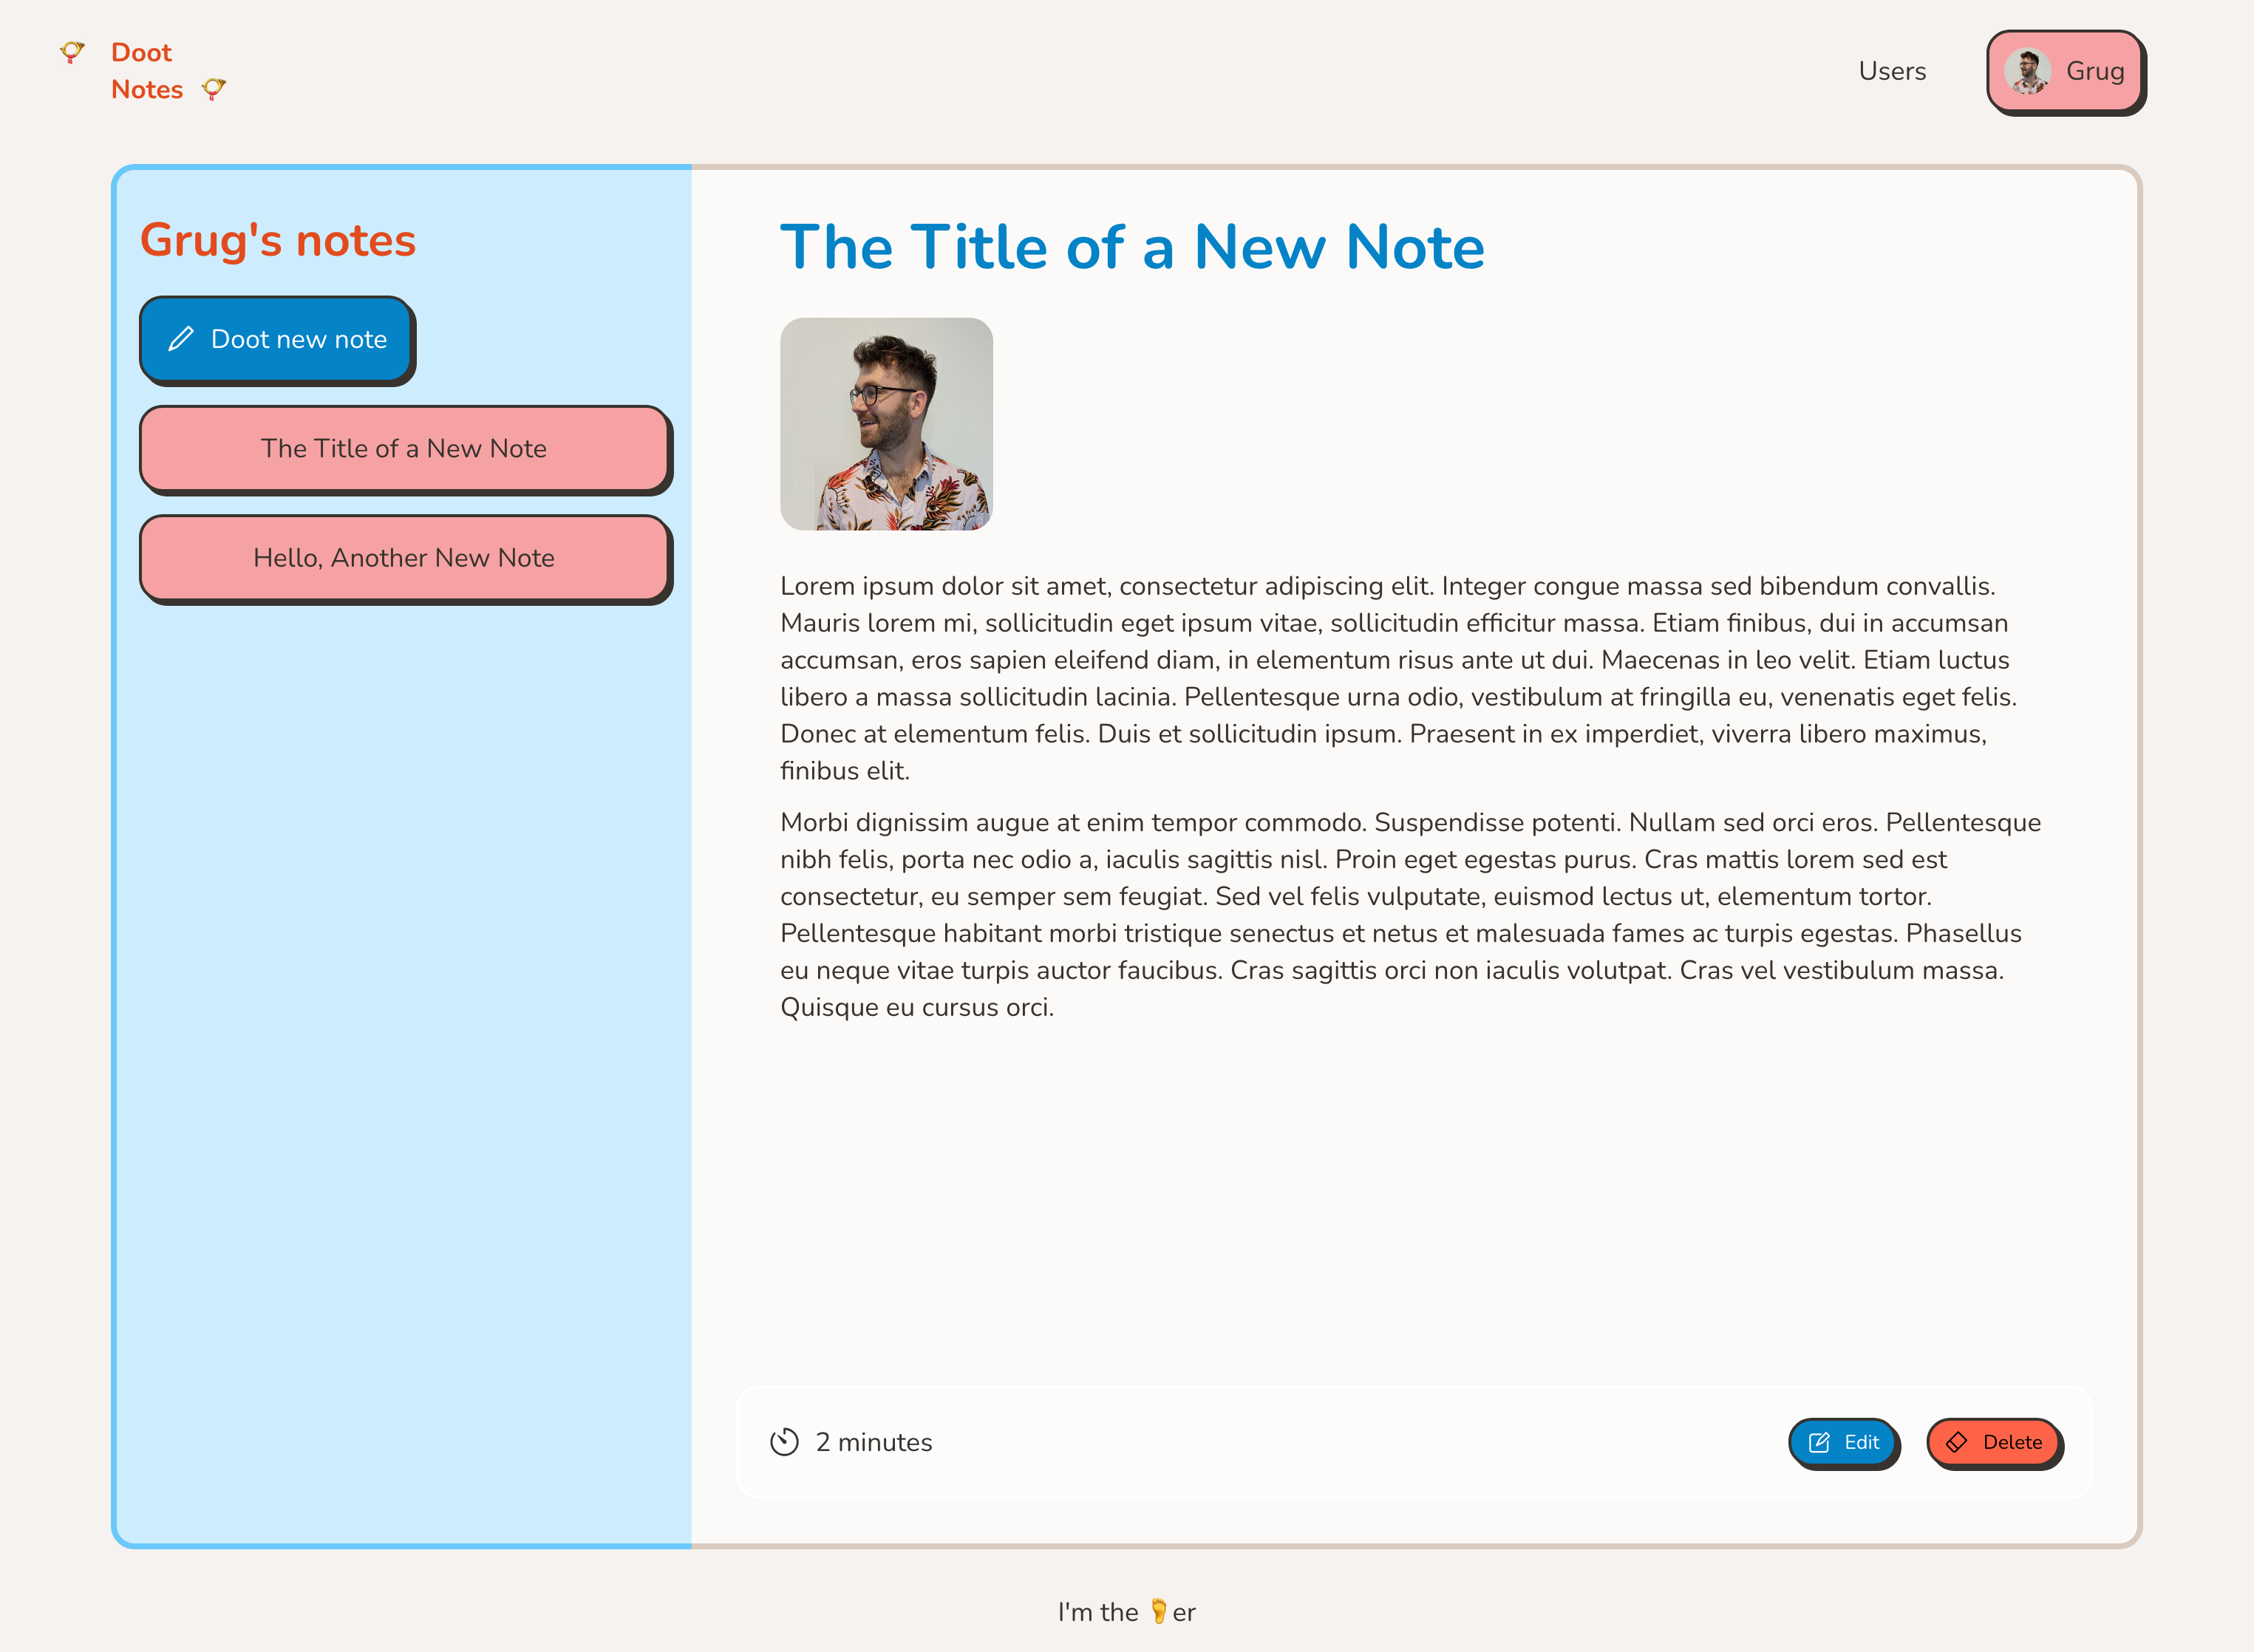 Doot
Notes
Users
Grug
Grug's notes
Doot new note
The Title of a New Note
Hello, Another New Note
The Title of a New Note
Lorem ipsum dolor sit amet, consectetur adipiscing elit. Integer congue massa sed bibendum convallis.
Mauris lorem mi, sollicitudin eget ipsum vitae, sollicitudin efficitur massa. Etiam finibus, dui in accumsan
accumsan, eros sapien eleifend diam, in elementum risus ante ut dui. Maecenas in leo velit. Etiam luctus
libero a massa sollicitudin lacinia. Pellentesque urna odio, vestibulum at fringilla eu, venenatis eget felis.
Donec at elementum felis. Duis et sollicitudin ipsum. Praesent in ex imperdiet, viverra libero maximus,
finibus elit.
Morbi dignissim augue at enim tempor commodo. Suspendisse potenti. Nullam sed orci eros. Pellentesque
nibh felis, porta nec odio a, iaculis sagittis nisl. Proin eget egestas purus. Cras mattis lorem sed est
consectetur, eu semper sem feugiat. Sed vel felis vulputate, euismod lectus ut, elementum tortor.
Pellentesque habitant morbi tristique senectus et netus et malesuada fames ac turpis egestas. Phasellus
eu neque vitae turpis auctor faucibus. Cras sagittis orci non iaculis volutpat. Cras vel vestibulum massa.
Quisque eu cursus orci.
2 minutes
Edit
Delete
I'm the 🦶er